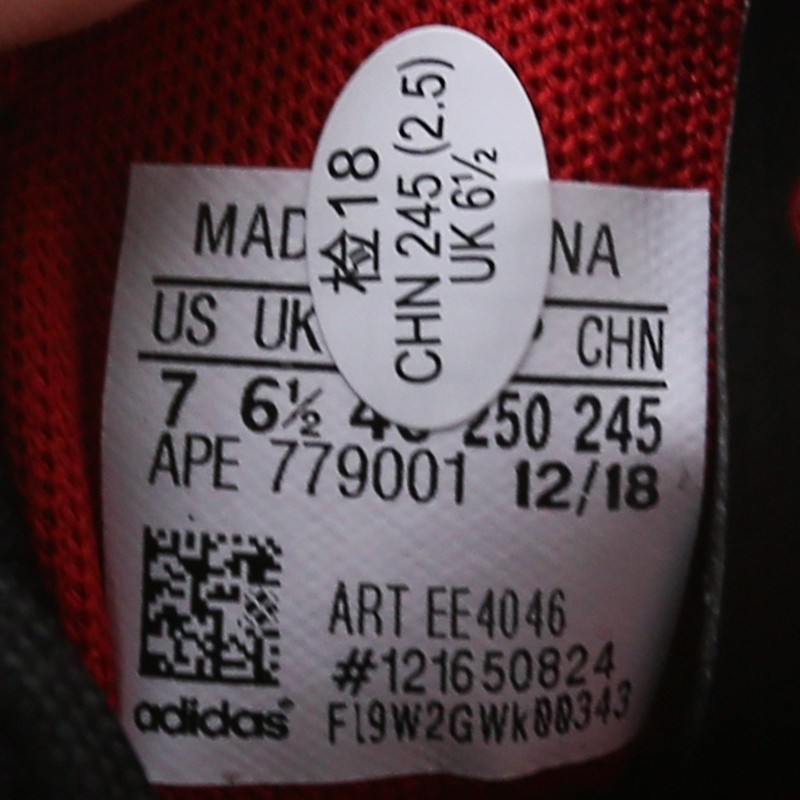 检18
CHN 245 (2.5)
UK 6½
MAD NA
US UK CHN
7 6½ 250 245
APE 779001 12/18
ART EE4046
#121650824
adidas
F19W2GWk00343